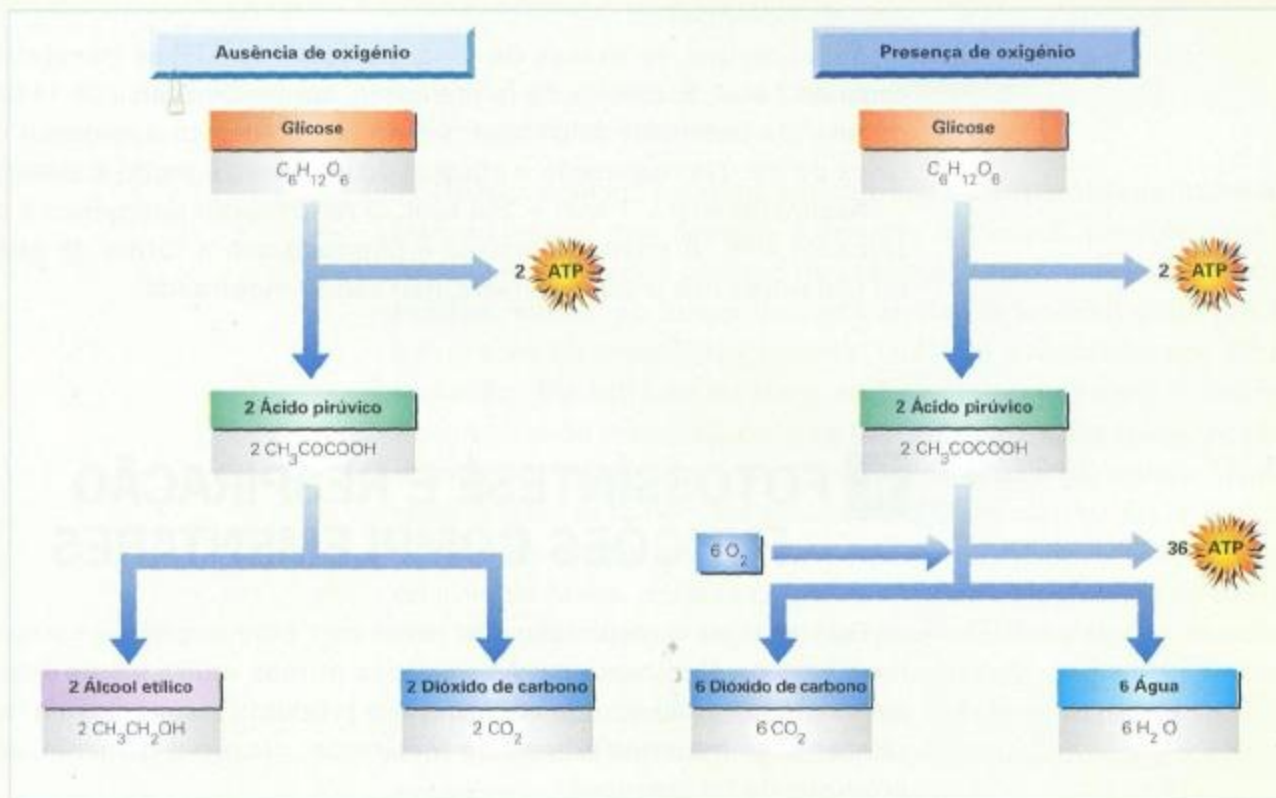 Ausência de oxigénio
Glicose
C6H12O6
2 ATP
2 Ácido pirúvico
2 CH3COCOOH
2 Álcool etílico
2 CH3CH2OH
2 Dióxido de carbono
2 CO2
Presença de oxigénio
Glicose
C6H12O6
2 ATP
2 Ácido pirúvico
2 CH3COCOOH
6 O2
36 ATP
6 Dióxido de carbono
6 CO2
6 Água
6 H2O
FOTOSSÍNTESE E RESPIRAÇÃO